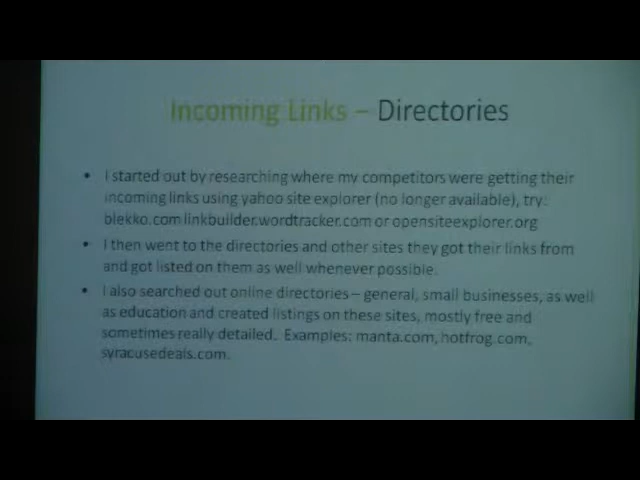 Incoming Links – Directories
• I started out by researching where my competitors were getting their
incoming links using yahoo site explorer (no longer available), try:
blekko.com linkbuilder.wordtracker.com or opensiteexplorer.org
• I then went to the directories and other sites they got their links from
and got listed on them as well whenever possible.
• I also searched out online directories – general, small businesses, as well
as education and created listings on these sites, mostly free and
sometimes really detailed. Examples: manta.com, hotfrog.com,
syracusedeals.com.